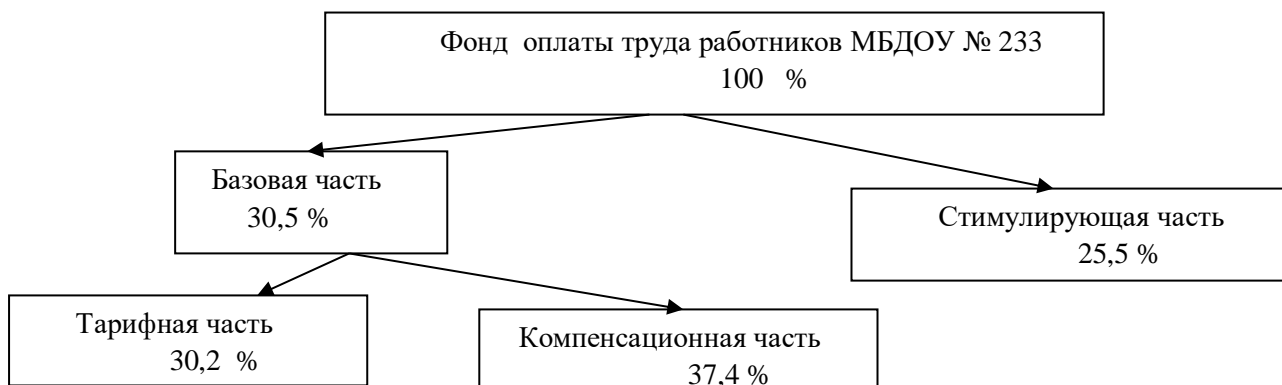 Фонд оплаты труда работников МБДОУ № 233
100 %
Базовая часть
30,5 %
Стимулирующая часть
25,5 %
Тарифная часть
30,2 %
Компенсационная часть
37,4 %